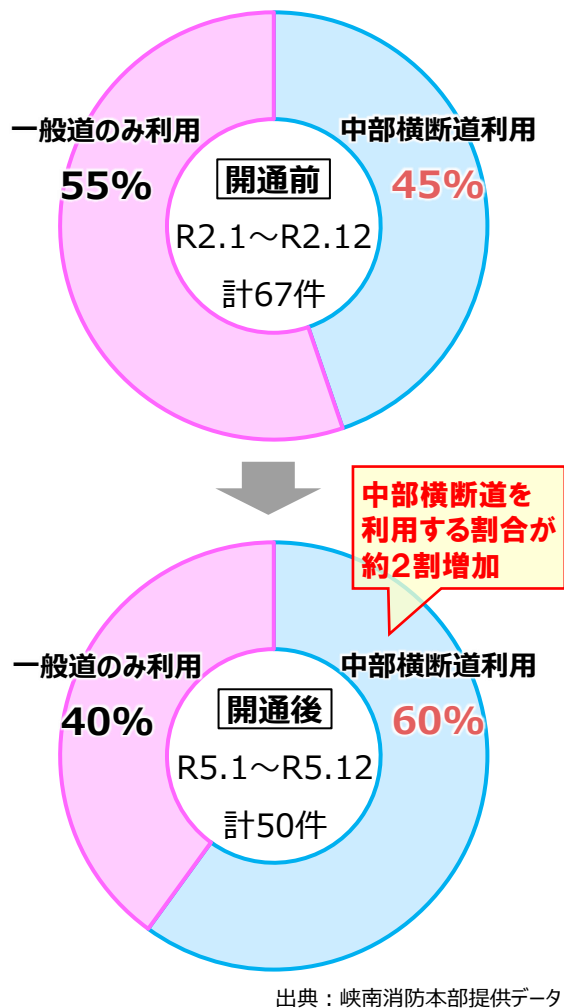 一般道のみ利用
55%
中部横断道利用
45%
開通前
R2.1～R2.12
計67件
中部横断道を
利用する割合が
約2割増加
一般道のみ利用
40%
中部横断道利用
60%
開通後
R5.1～R5.12
計50件
出典：峡南消防本部提供データ